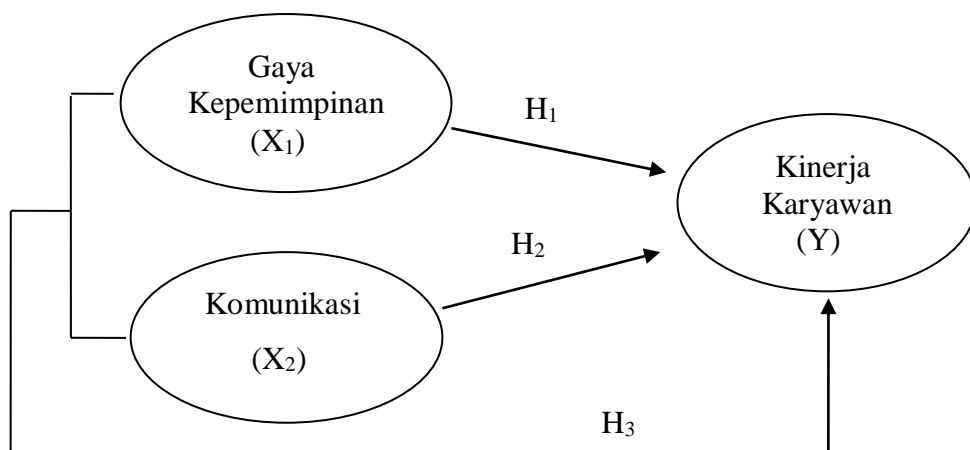 Gaya
Kepemimpinan
(X₁)
H₁
Kinerja
Karyawan
(Y)
H₂
Komunikasi
(X₂)
H₃